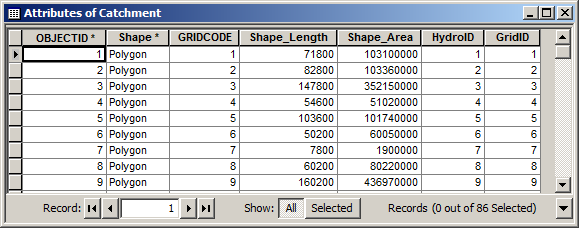 Attributes of Catchment
OBJECTID * Shape * GRIDCODE Shape_Length Shape_Area HydroID GridID
1 Polygon 1 71800 103100000 1 1
2 Polygon 2 82800 103360000 2 2
3 Polygon 3 147800 352150000 3 3
4 Polygon 4 54600 51020000 4 4
5 Polygon 5 103600 101740000 5 5
6 Polygon 6 50200 60050000 6 6
7 Polygon 7 7800 1900000 7 7
8 Polygon 8 60200 80220000 8 8
9 Polygon 9 160200 436970000 9 9
Record: 1 Show: All Selected Records (0 out of 86 Selected)